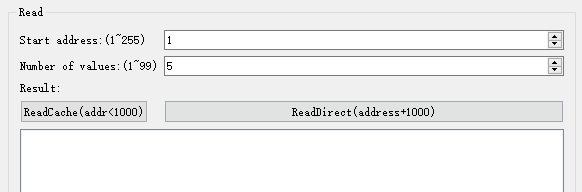 Read
Start address:(1~255) 1
Number of values:(1~99) 5
Result:
ReadCache(addr<1000) ReadDirect(address+1000)